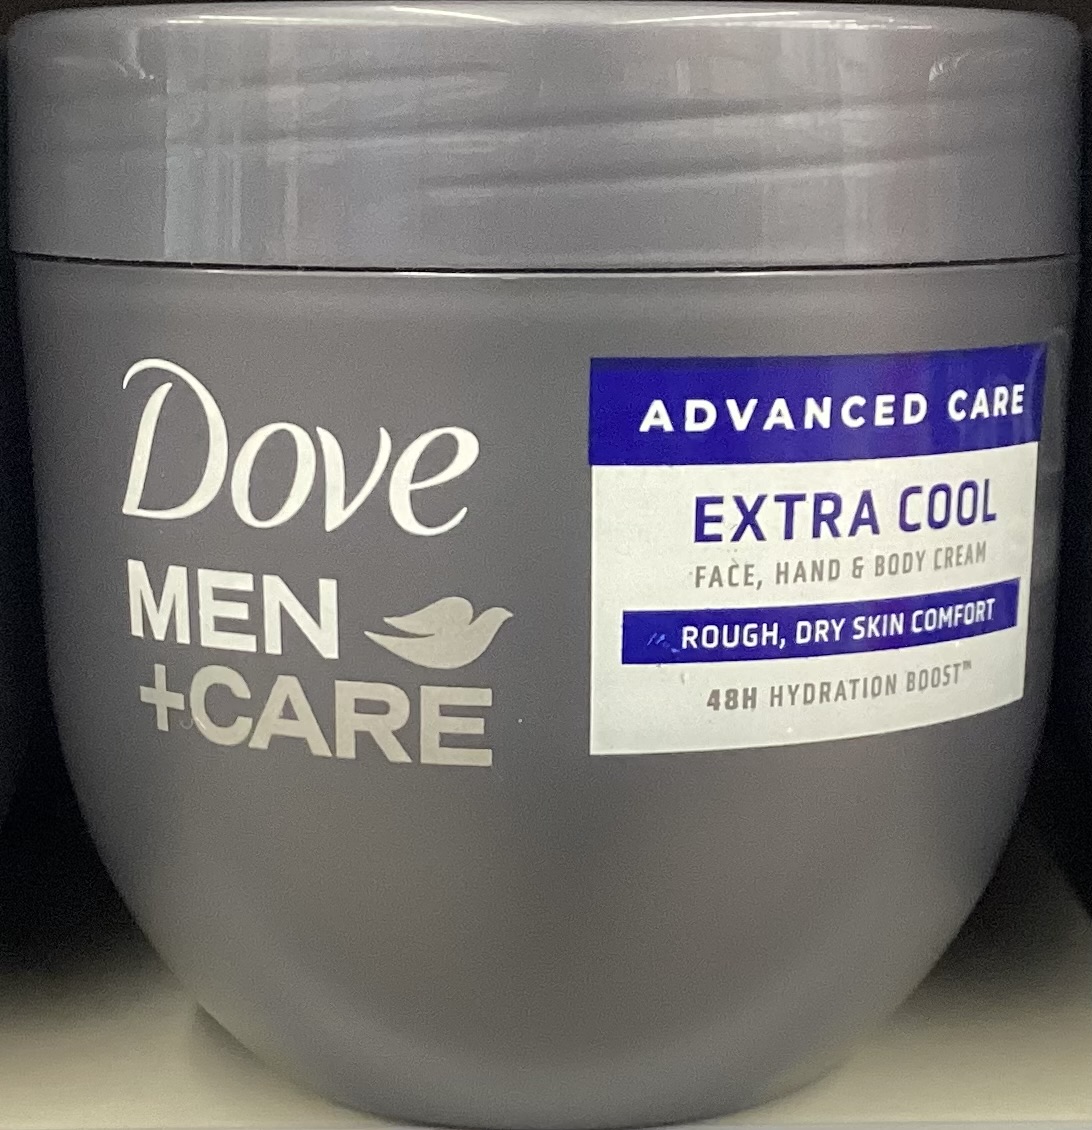 Dove
MEN
+CARE
ADVANCED CARE
EXTRA COOL
FACE, HAND & BODY CREAM
ROUGH, DRY SKIN COMFORT
48H HYDRATION BOOST™